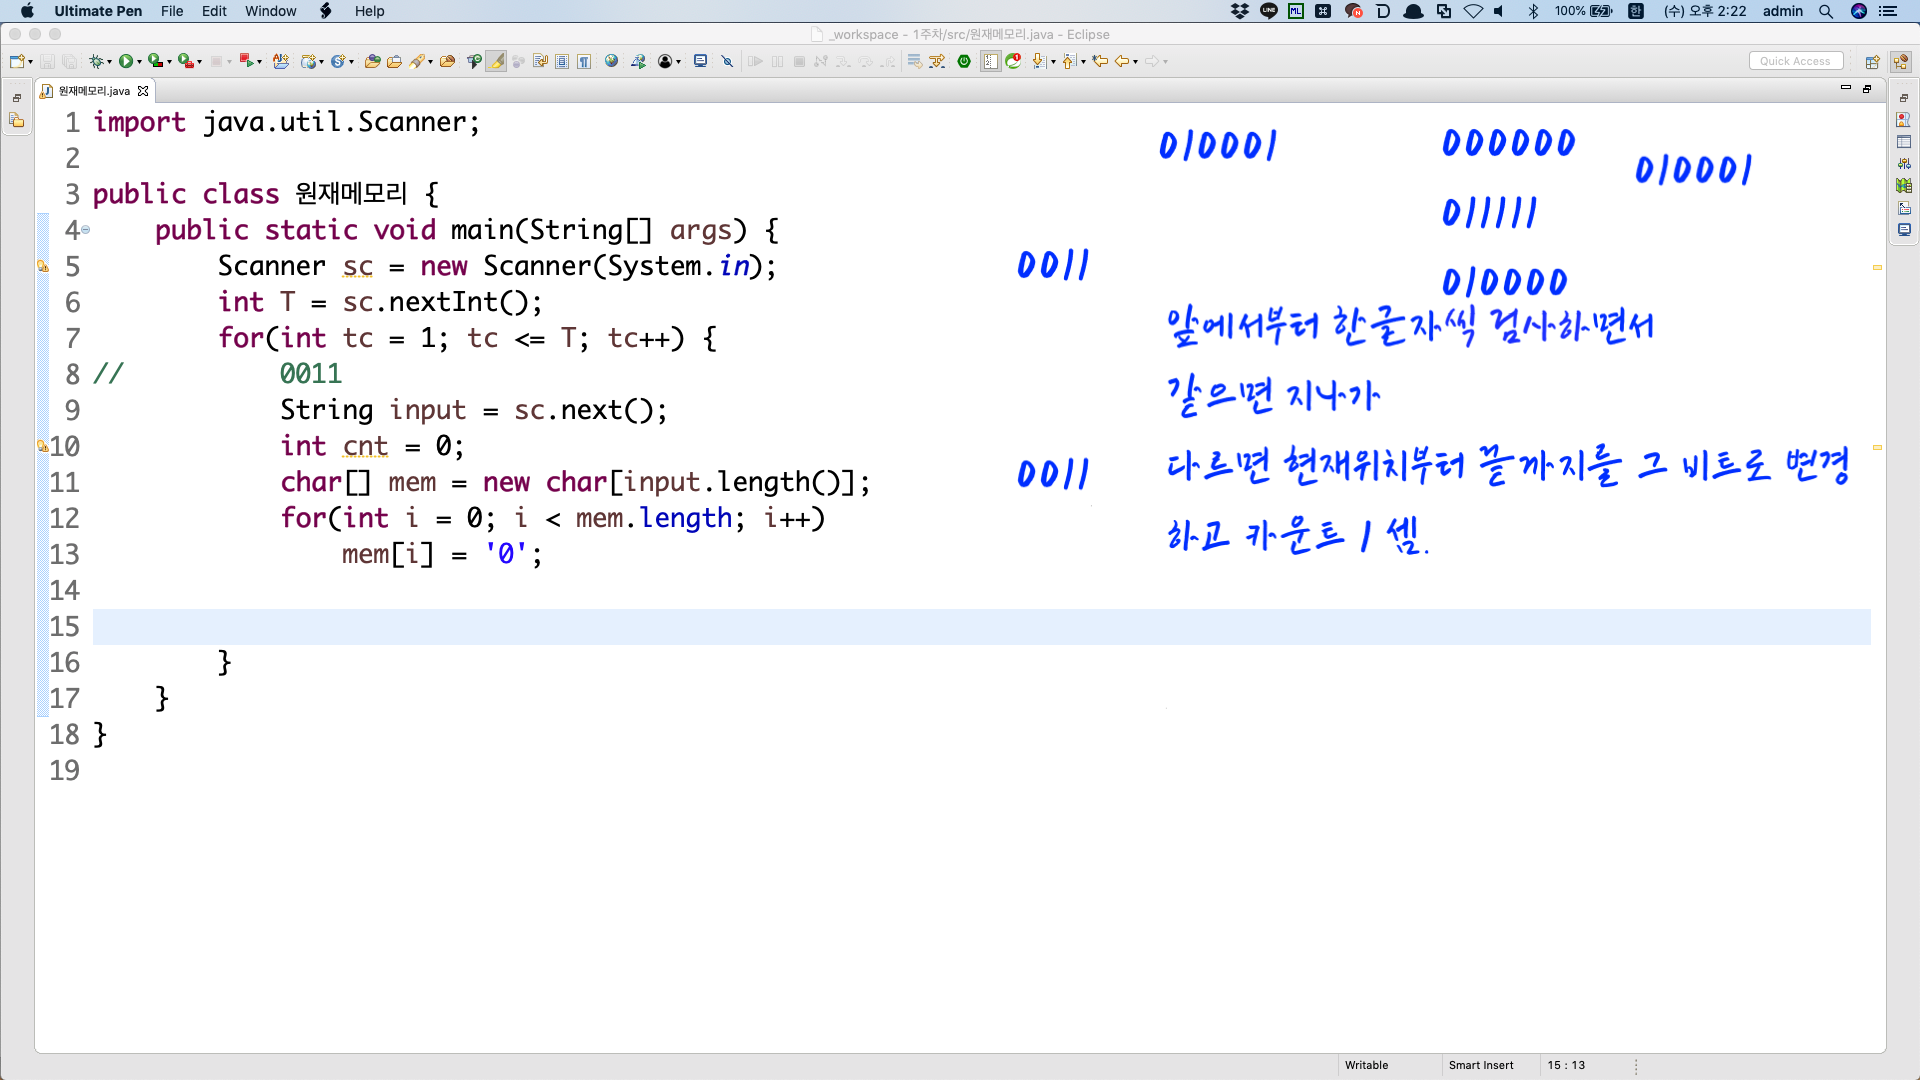 Ultimate Pen File Edit Window Help
100% 한 (수) 오후 2:22 admin
_workspace - 1주차/src/원재메모리.java - Eclipse
Quick Access
원재메모리.java
1 import java.util.Scanner;
2
3 public class 원재메모리 {
4 public static void main(String[] args) {
5 Scanner sc = new Scanner(System.in);
6 int T = sc.nextInt();
7 for(int tc = 1; tc <= T; tc++) {
8 // 0011
9 String input = sc.next();
10 int cnt = 0;
11 char[] mem = new char[input.length()];
12 for(int i = 0; i < mem.length; i++)
13 mem[i] = '0';
14
15
16 }
17 }
18 }
19
010001
000000
010001
011111
0011
010000
앞에서부터 한글자씩 검사하면서
같으면 지나가
0011
다르면 현재위치부터 끝까지를 그 비트로 변경
하고 카운트 1 셈.
Writable Smart Insert 15 : 13